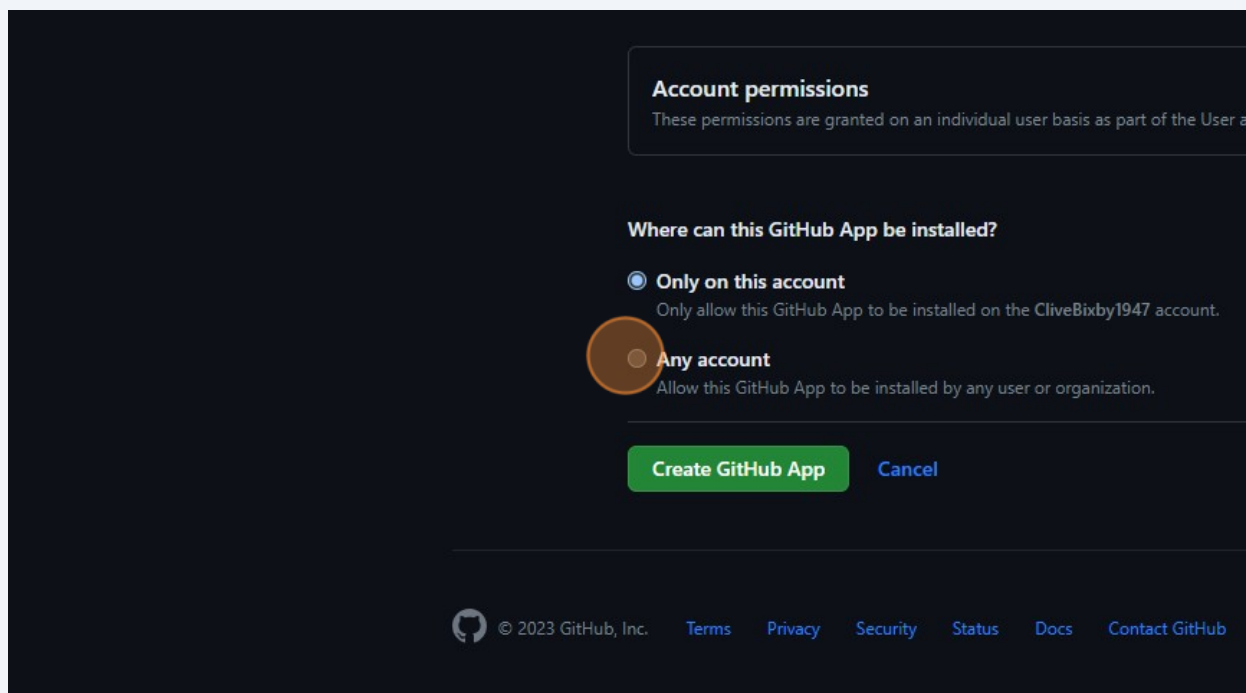 Account permissions
These permissions are granted on an individual user basis as part of the User
Where can this GitHub App be installed?
Only on this account
Only allow this GitHub App to be installed on the CliveBixby1947 account.
Any account
Allow this GitHub App to be installed by any user or organization.
Create GitHub App Cancel
© 2023 GitHub, Inc. Terms Privacy Security Status Docs Contact GitHub